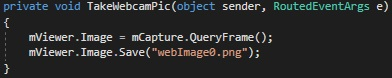 private void TakeWebcamPic(object sender, RoutedEventArgs e)
{
    mViewer.Image = mCapture.QueryFrame();
    mViewer.Image.Save("webImage0.png");
}